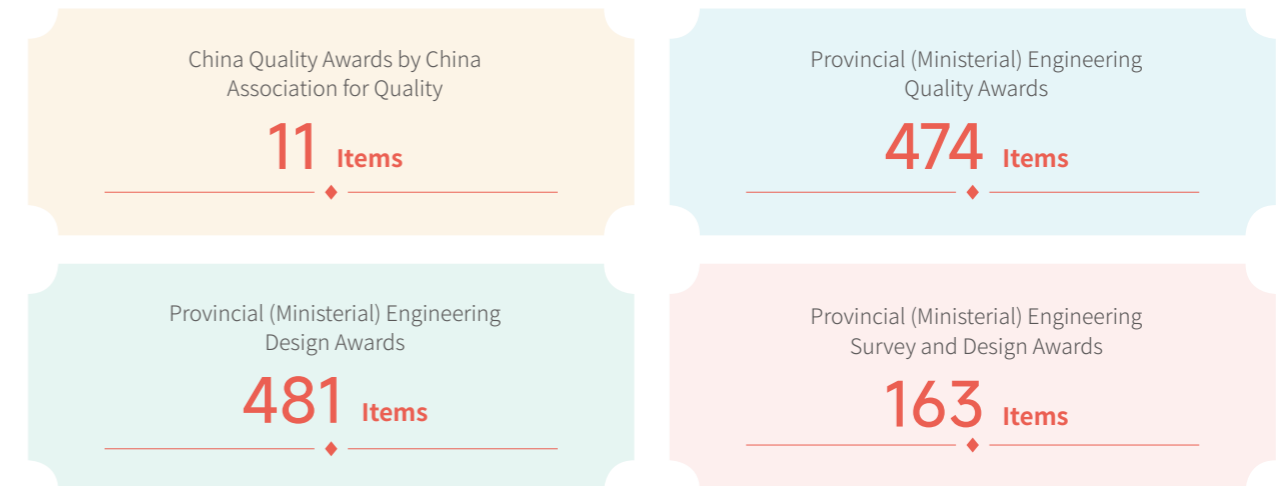 China Quality Awards by China
Association for Quality
11 Items
Provincial (Ministerial) Engineering
Quality Awards
474 Items
Provincial (Ministerial) Engineering
Design Awards
481 Items
Provincial (Ministerial) Engineering
Survey and Design Awards
163 Items